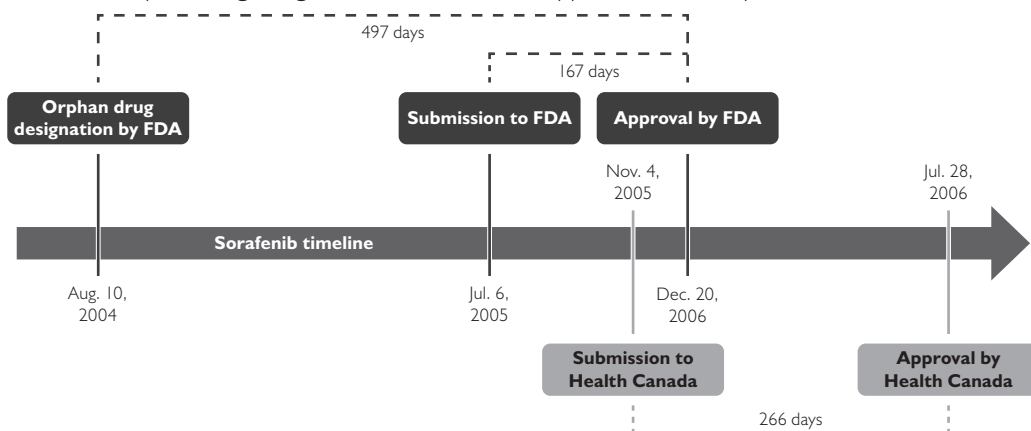 497 days
167 days
Orphan drug
designation by FDA
Submission to FDA
Approval by FDA
Nov. 4,
2005
Jul. 28,
2006
Sorafenib timeline
Aug. 10,
2004
Jul. 6,
2005
Dec. 20,
2006
Submission to
Health Canada
Approval by
Health Canada
266 days